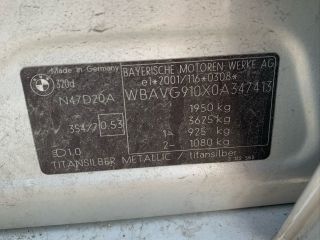 Made in Germany
BAYERISCHE MOTOREN WERKE AG
e1*2001/116*0308*
320d
WBAVG910X0A347413
N47D20A
1950 kg
3625 kg
354/7 0.53
1- 925 kg
2- 1080 kg
1,0
TITANSILBER METALLIC / titansilber